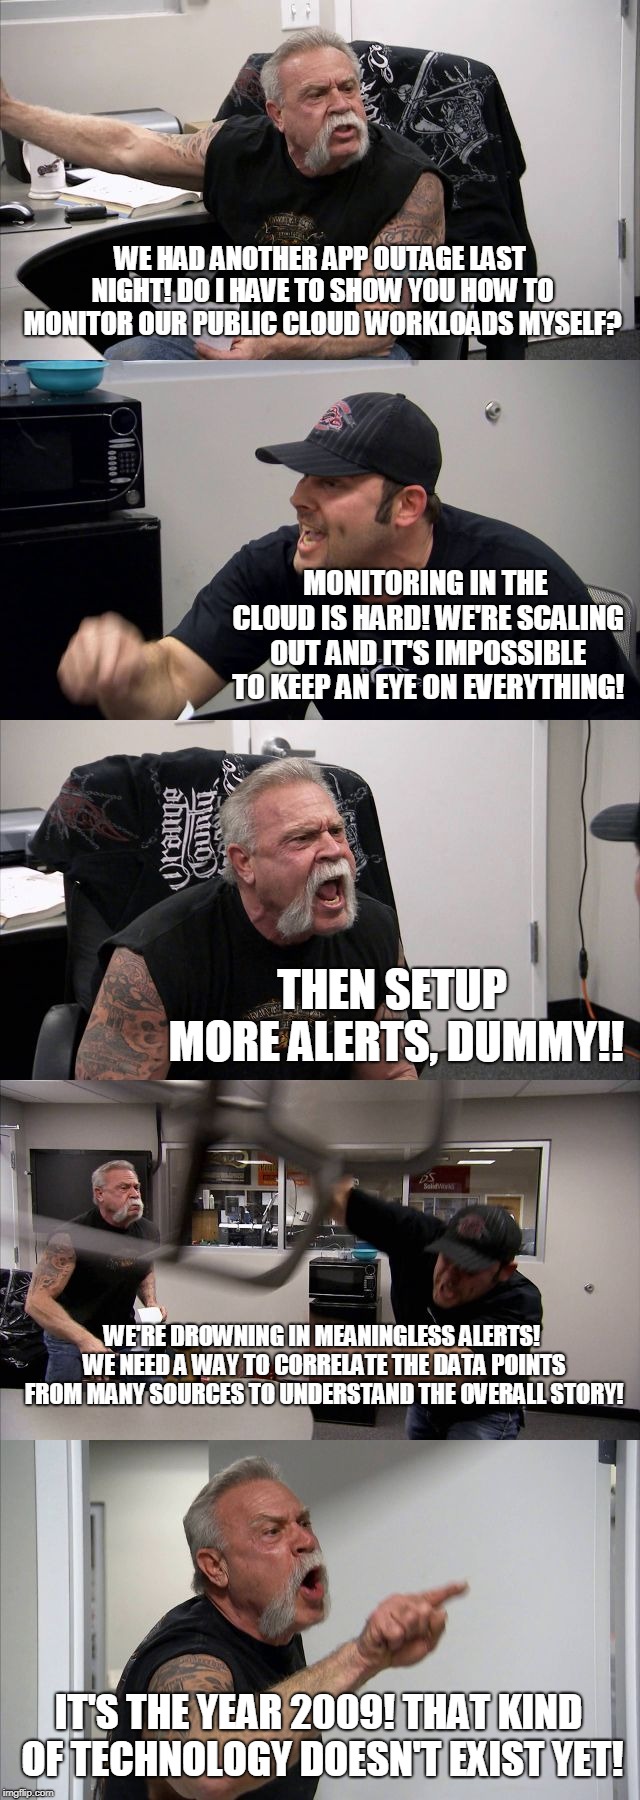 WE HAD ANOTHER APP OUTAGE LAST
NIGHT! DO I HAVE TO SHOW YOU HOW TO
MONITOR OUR PUBLIC CLOUD WORKLOADS MYSELF?
MONITORING IN THE
CLOUD IS HARD! WE'RE SCALING
OUT AND IT'S IMPOSSIBLE
TO KEEP AN EYE ON EVERYTHING!
Orange
County
THEN SETUP
MORE ALERTS, DUMMY!!
SolidWorks
WE'RE DROWNING IN MEANINGLESS ALERTS!
WE NEED A WAY TO CORRELATE THE DATA POINTS
FROM MANY SOURCES TO UNDERSTAND THE OVERALL STORY!
IT'S THE YEAR 2009! THAT KIND
OF TECHNOLOGY DOESN'T EXIST YET!
imgflip.com